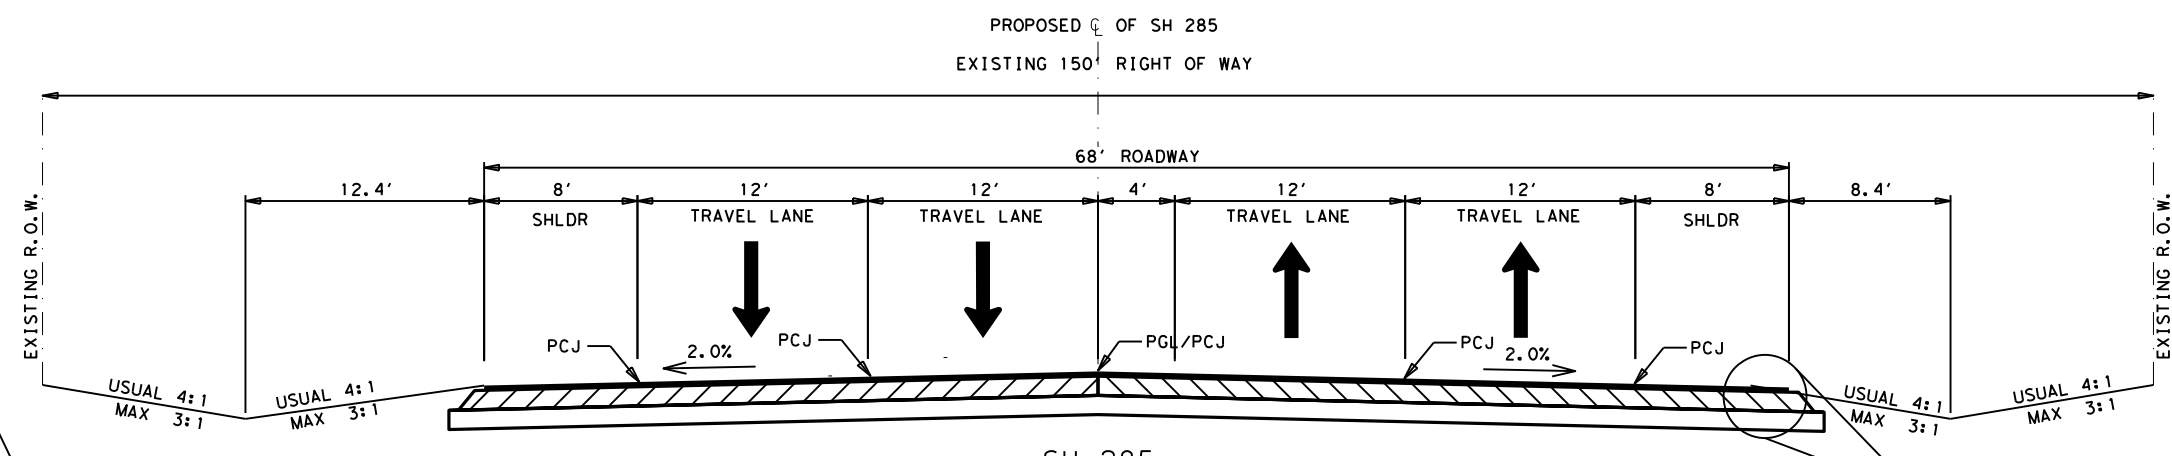 PROPOSED ℄ OF SH 285
EXISTING 150' RIGHT OF WAY
68' ROADWAY
12.4' 8' 12' 12' 4' 12' 12' 8' 8.4'
SHLDR TRAVEL LANE TRAVEL LANE TRAVEL LANE TRAVEL LANE SHLDR
EXISTING R.O.W.
EXISTING R.O.W.
PCJ 2.0% PCJ PGL/PCJ PCJ 2.0% PCJ
USUAL 4:1
MAX 3:1
USUAL 4:1
MAX 3:1
USUAL 4:1
MAX 3:1
USUAL 4:1
MAX 3:1
SH 285